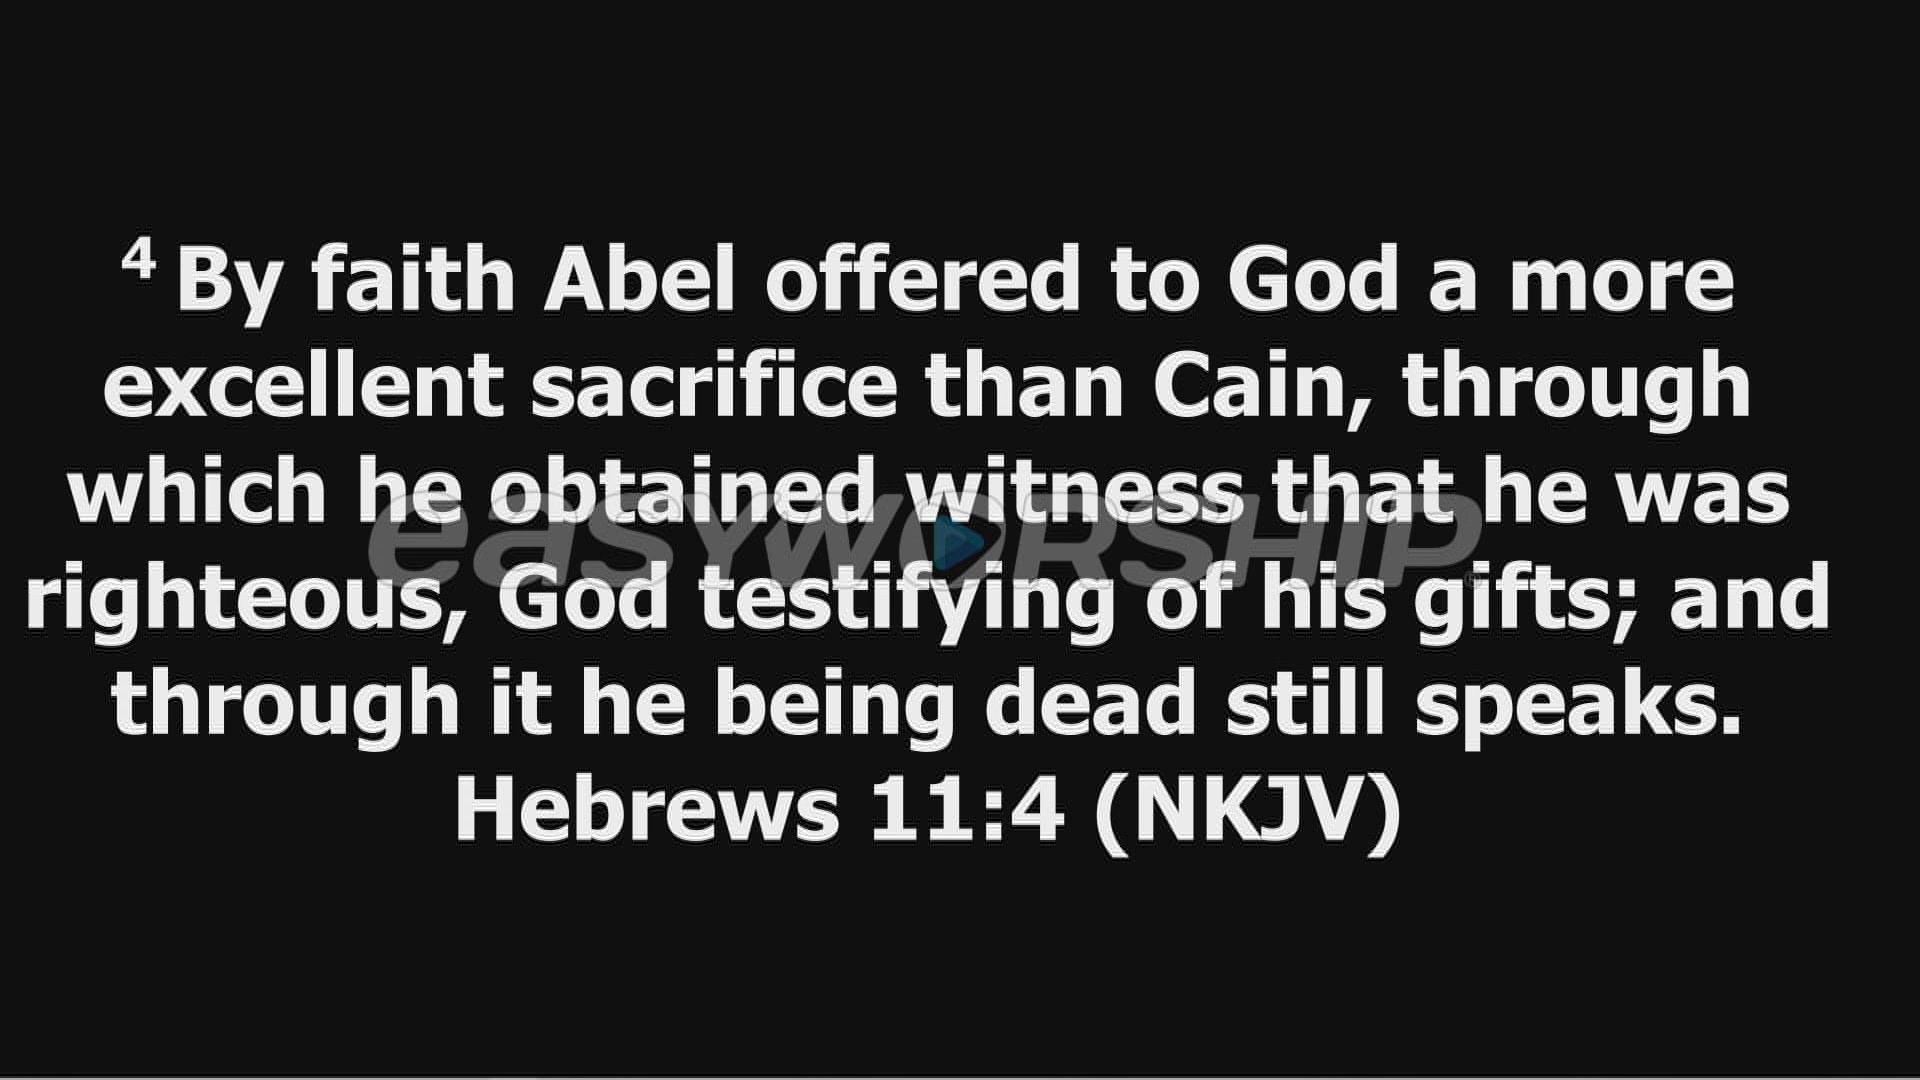 4 By faith Abel offered to God a more
excellent sacrifice than Cain, through
which he obtained witness that he was
easyworship®
righteous, God testifying of his gifts; and
through it he being dead still speaks.
Hebrews 11:4 (NKJV)